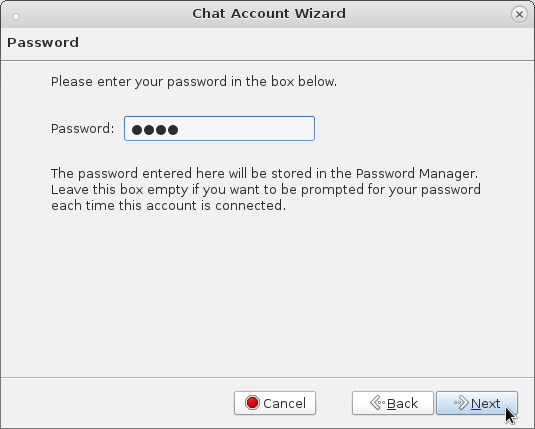 Chat Account Wizard
Password
Please enter your password in the box below.
Password: ●●●●
The password entered here will be stored in the Password Manager.
Leave this box empty if you want to be prompted for your password
each time this account is connected.
Cancel Back Next